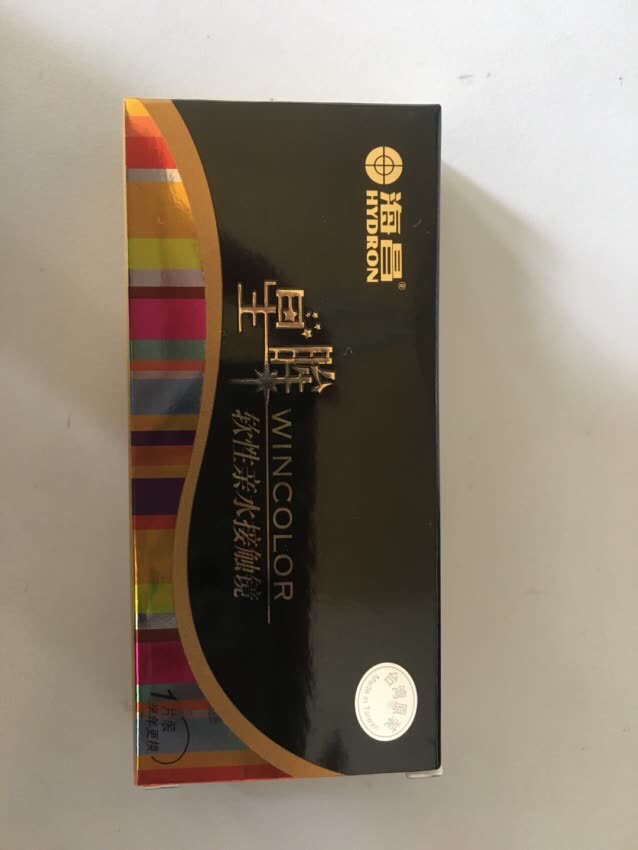 海昌®
HYDRON
星眸
WINCOLOR
软性亲水接触镜
台湾原装
Made in Taiwan
1片装
半年更换